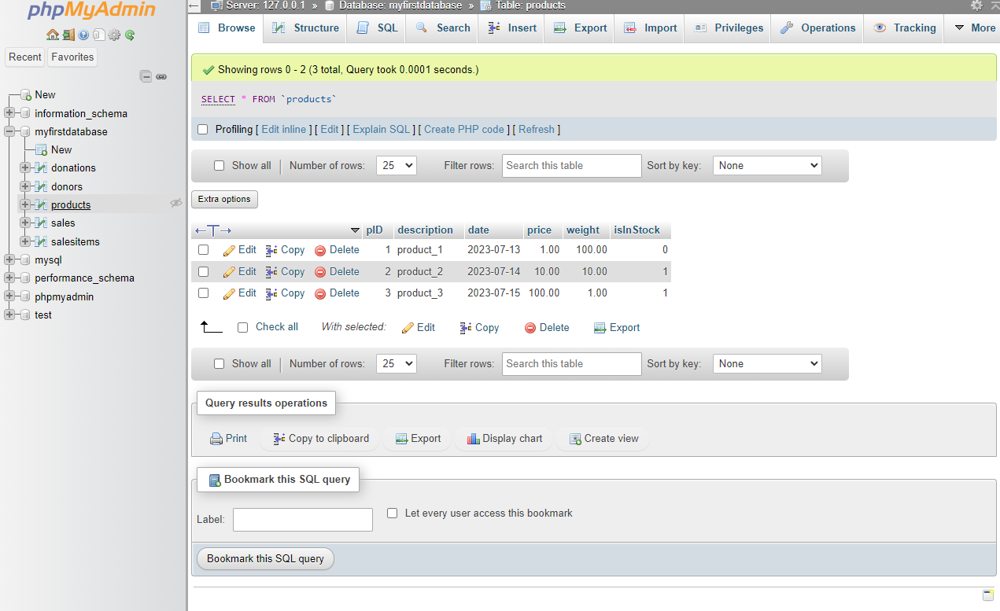 phpMyAdmin
Recent Favorites
New
information_schema
myfirstdatabase
New
donations
donors
products
sales
salesitems
mysql
performance_schema
phpmyadmin
test
Server: 127.0.0.1 » Database: myfirstdatabase » Table: products
Browse Structure SQL Search Insert Export Import Privileges Operations Tracking More
Showing rows 0 - 2 (3 total, Query took 0.0001 seconds.)
SELECT * FROM `products`
Profiling [ Edit inline ] [ Edit ] [ Explain SQL ] [ Create PHP code ] [ Refresh ]
Show all Number of rows: 25 Filter rows: Search this table Sort by key: None
Extra options
pID description date price weight isInStock
Edit Copy Delete 1 product_1 2023-07-13 1.00 100.00 0
Edit Copy Delete 2 product_2 2023-07-14 10.00 10.00 1
Edit Copy Delete 3 product_3 2023-07-15 100.00 1.00 1
Check all With selected: Edit Copy Delete Export
Show all Number of rows: 25 Filter rows: Search this table Sort by key: None
Query results operations
Print Copy to clipboard Export Display chart Create view
Bookmark this SQL query
Label: Let every user access this bookmark
Bookmark this SQL query